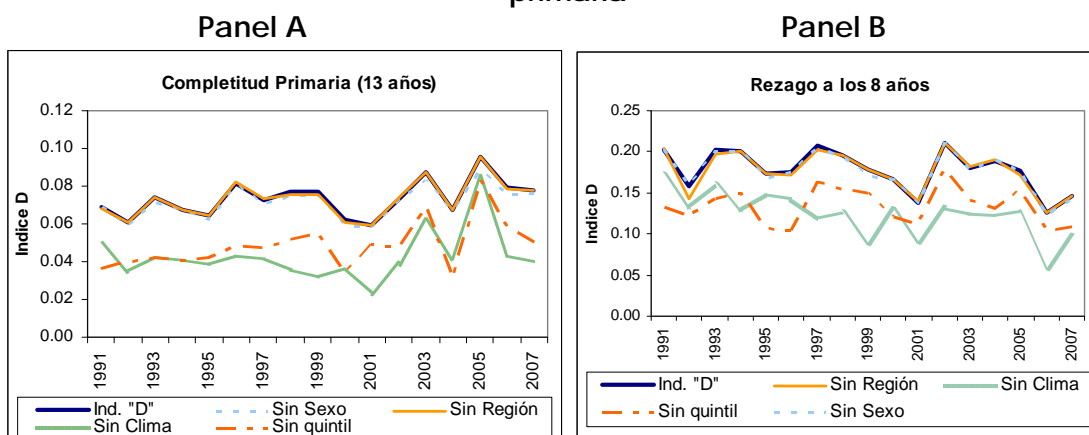 primaria
Panel A
Panel B
Completitud Primaria (13 años)
Indice D
0.12
0.10
0.08
0.06
0.04
0.02
0.00
1991
1993
1995
1997
1999
2001
2003
2005
2007
Ind. "D"
Sin Sexo
Sin Región
Sin Clima
Sin quintil
Rezago a los 8 años
Indice D
0.25
0.20
0.15
0.10
0.05
0.00
1991
1993
1995
1997
1999
2001
2003
2005
2007
Ind. "D"
Sin Región
Sin Clima
Sin quintil
Sin Sexo